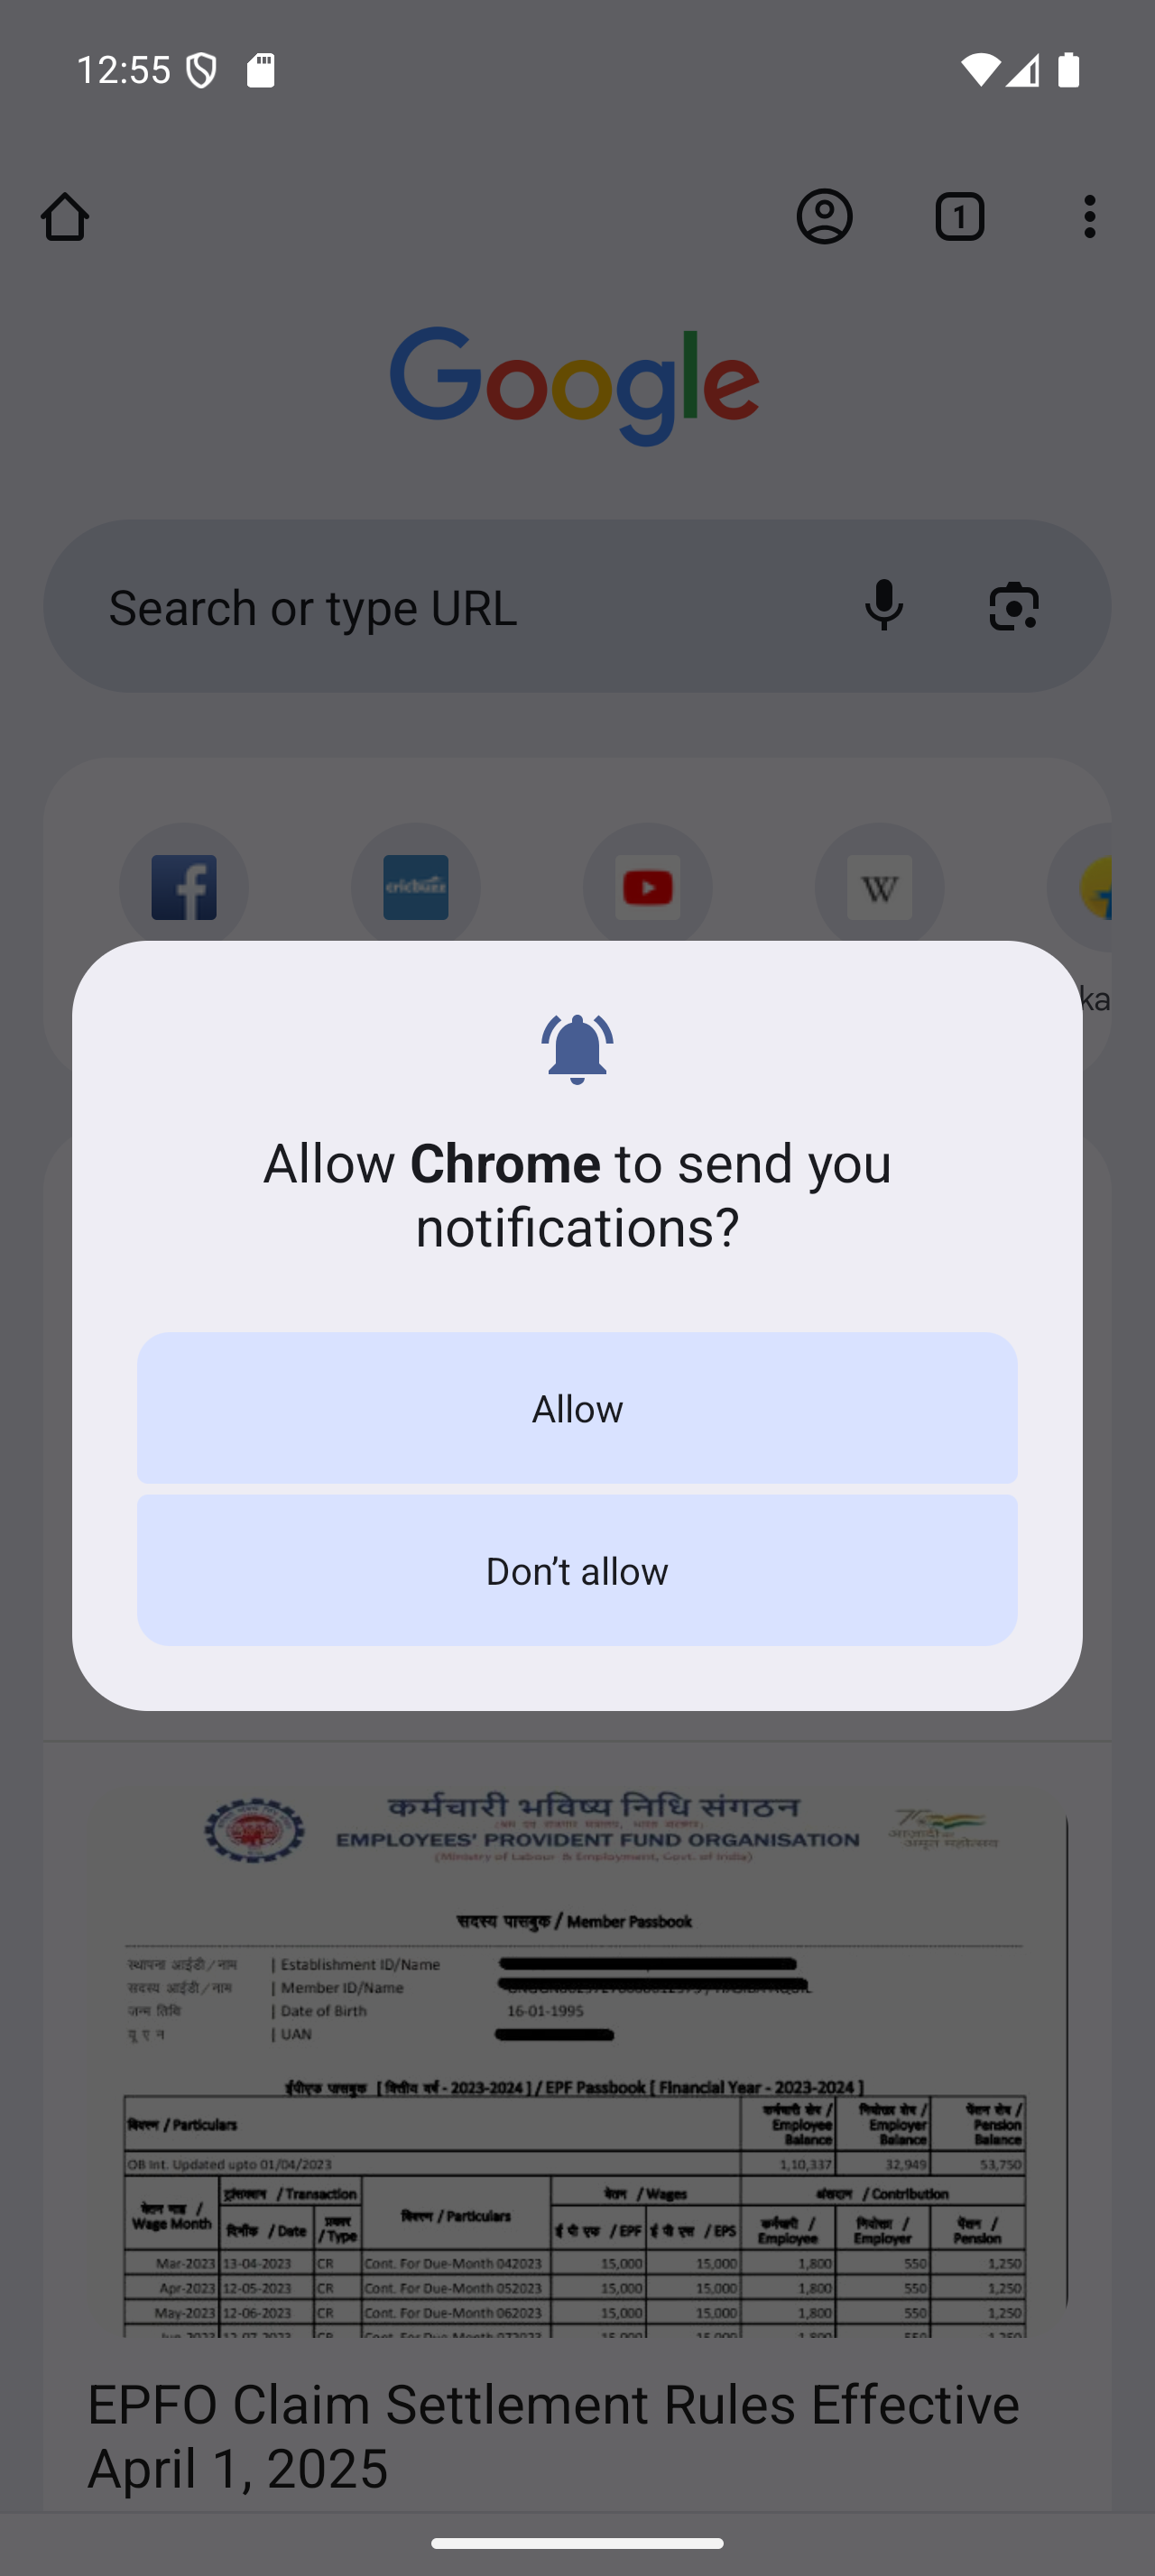 12:55
1
Google
Search or type URL
f
cricbuzz
W
ka
Allow Chrome to send you
notifications?
Allow
Don’t allow
कर्मचारी भविष्य निधि संगठन
EMPLOYEES' PROVIDENT FUND ORGANISATION
(Ministry of Labour & Employment, Govt. of India)
सदस्य पासबुक / Member Passbook
स्थापना आईडी/नाम | Establishment ID/Name
सदस्य आईडी/नाम | Member ID/Name
जन्म तिथि | Date of Birth 16-01-1995
यू ए न | UAN
ईपीएफ पासबुक [ वित्तीय वर्ष - 2023-2024 ] / EPF Passbook [ Financial Year - 2023-2024 ]
विवरण / Particulars कर्मचारी शेष / Employee Balance नियोक्ता शेष / Employer Balance पेंशन शेष / Pension Balance
OB Int. Updated upto 01/04/2023 1,10,337 32,949 53,750
वेतन माह / Wage Month / Transaction विवरण / Particulars वेतन / Wages अंशदान / Contribution
दिनाँक / Date प्रकार / Type ई पी एफ / EPF ई पी एस / EPS कर्मचारी / Employee नियोक्ता / Employer पेंशन / Pension
Mar-2023 13-04-2023 CR Cont. For Due-Month 042023 15,000 15,000 1,800 550 1,250
Apr-2023 12-05-2023 CR Cont. For Due-Month 052023 15,000 15,000 1,800 550 1,250
May-2023 12-06-2023 CR Cont. For Due-Month 062023 15,000 15,000 1,800 550 1,250
EPFO Claim Settlement Rules Effective
April 1, 2025